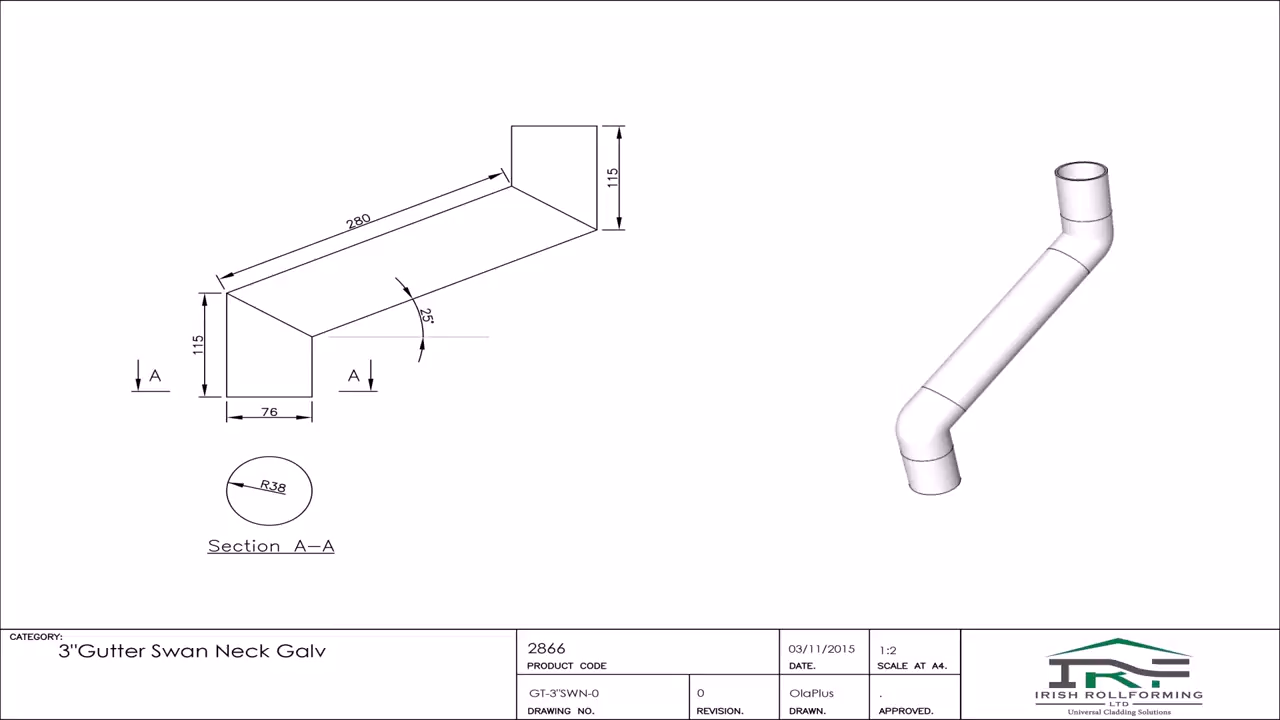 115
280
25°
115
A
A
76
R38
Section A-A
CATEGORY:
3"Gutter Swan Neck Galv
2866
PRODUCT CODE
03/11/2015
DATE.
1:2
SCALE AT A4.
GT-3"SWN-0
DRAWING NO.
0
REVISION.
OlaPlus
DRAWN.
.
APPROVED.
IRF
IRISH ROLLFORMING
LTD
Universal Cladding Solutions